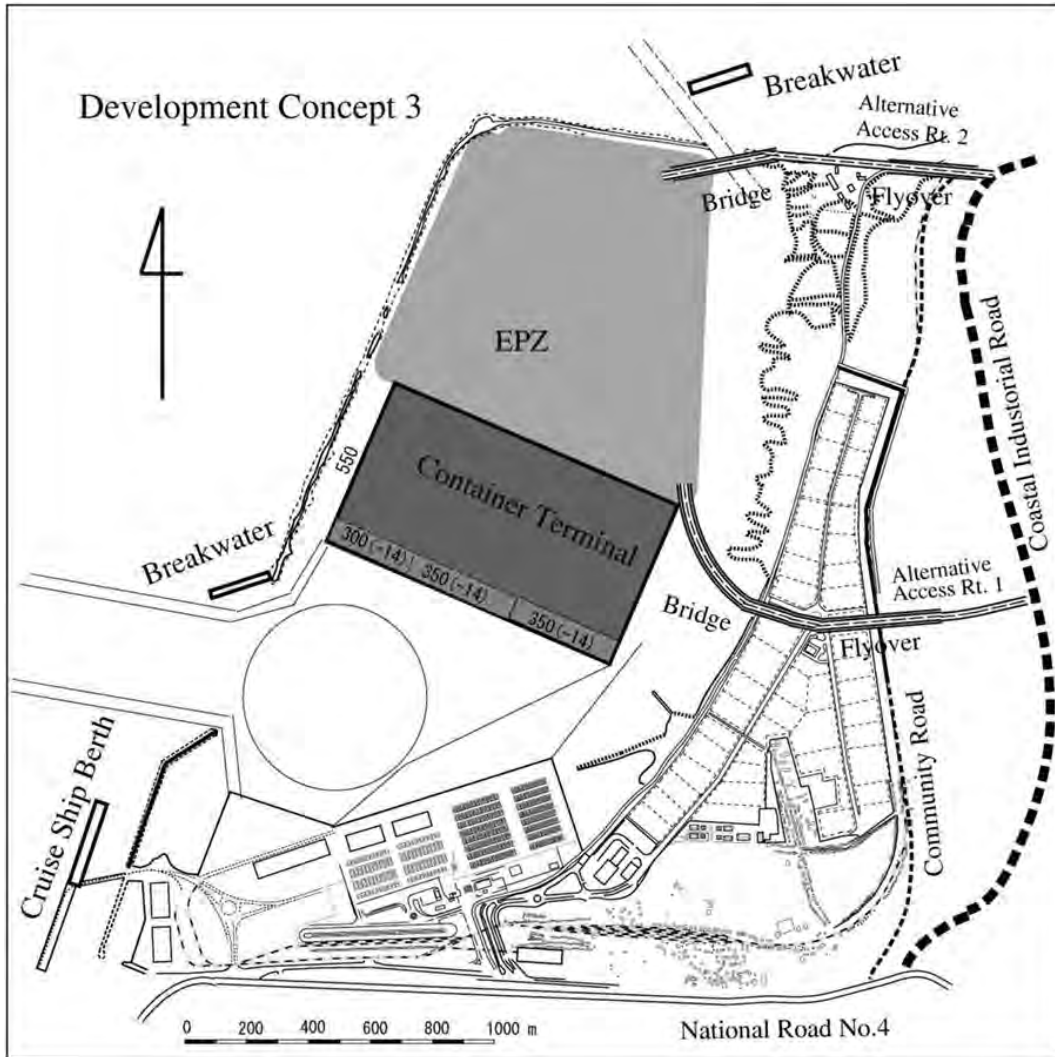 Breakwater
Development Concept 3
Alternative
Access Rt. 2
Bridge
Flyover
EPZ
Coastal Industorial Road
550
Container Terminal
Breakwater
300 (-14)
350 (-14)
350 (-14)
Alternative
Access Rt. 1
Bridge
Flyover
Community Road
Cruise Ship Berth
0 200 400 600 800 1000 m
National Road No.4